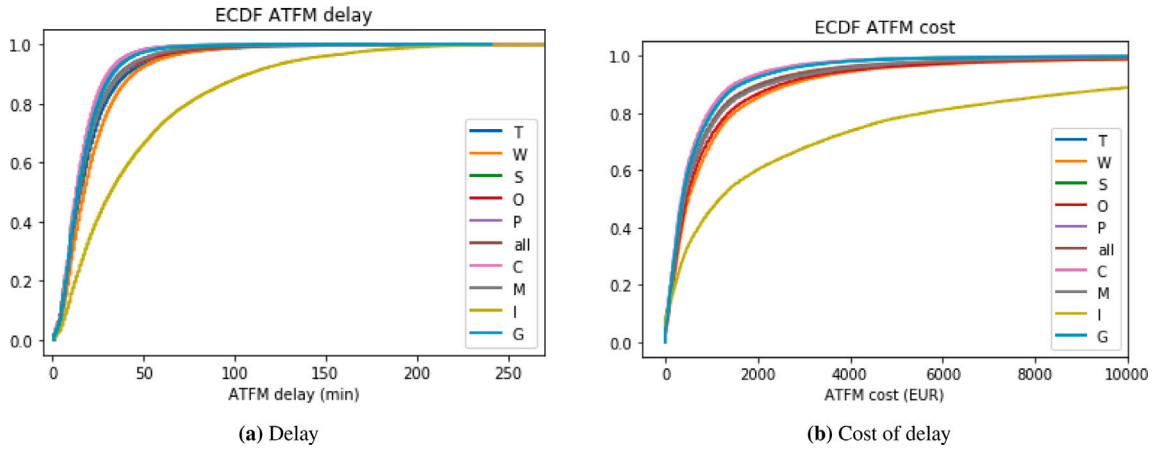 ECDF ATFM delay
1.0
0.8
0.6
0.4
0.2
0.0
T
W
S
O
P
all
C
M
I
G
0 50 100 150 200 250
ATFM delay (min)
(a) Delay
ECDF ATFM cost
1.0
0.8
0.6
0.4
0.2
0.0
T
W
S
O
P
all
C
M
I
G
0 2000 4000 6000 8000 10000
ATFM cost (EUR)
(b) Cost of delay